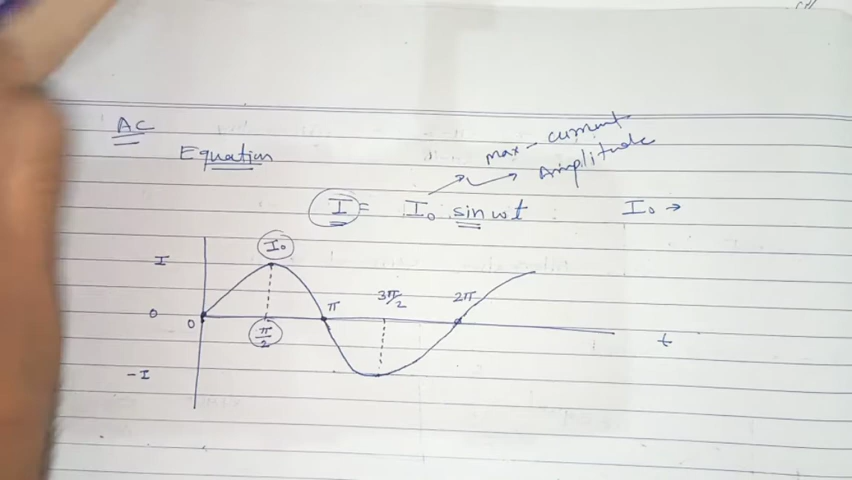 AC
Equation
max - current
Amplitude
I = I₀ sin ωt I₀ →
I₀
I
0
0
π/2
π
3π/2
2π
t
-I